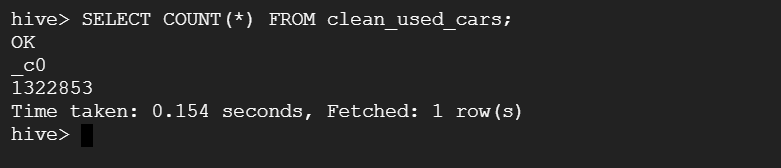 hive> SELECT COUNT(*) FROM clean_used_cars;
OK
_c0
1322853
Time taken: 0.154 seconds, Fetched: 1 row(s)
hive>